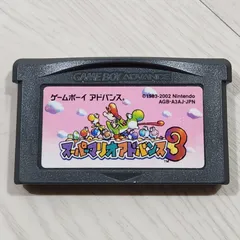 GAME BOY ADVANCE
ゲームボーイ アドバンス®
©1993-2002 Nintendo
AGB-A3AJ-JPN
スーパーマリオアドバンス3